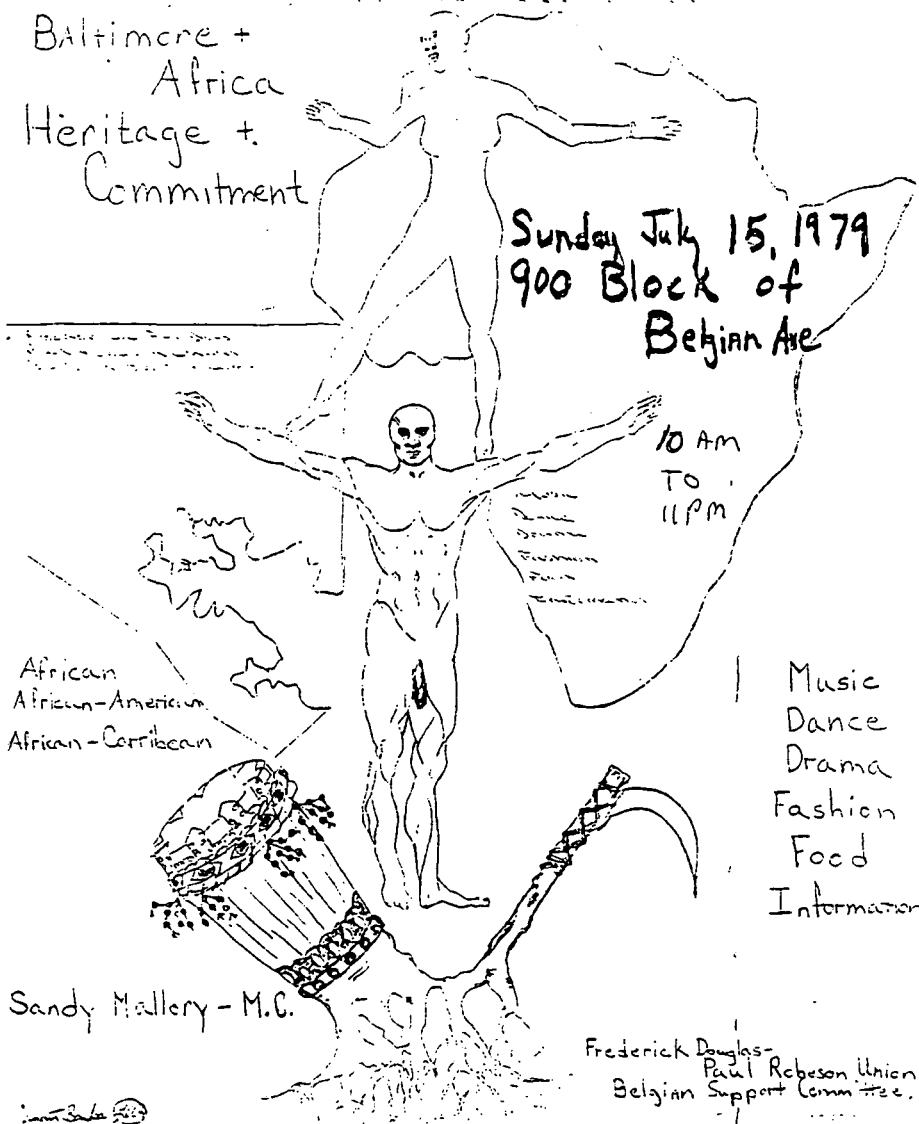 Baltimore +
Africa
Heritage +
Commitment
Sunday July 15, 1979
900 Block of
Belgian Ave
10 AM
TO
11 PM
African
African-American
African-Carribean
Music
Dance
Drama
Fashion
Food
Information
Sandy Mallery - M.C.
Frederick Douglas-
Paul Robeson Union
Belgian Support Committee.